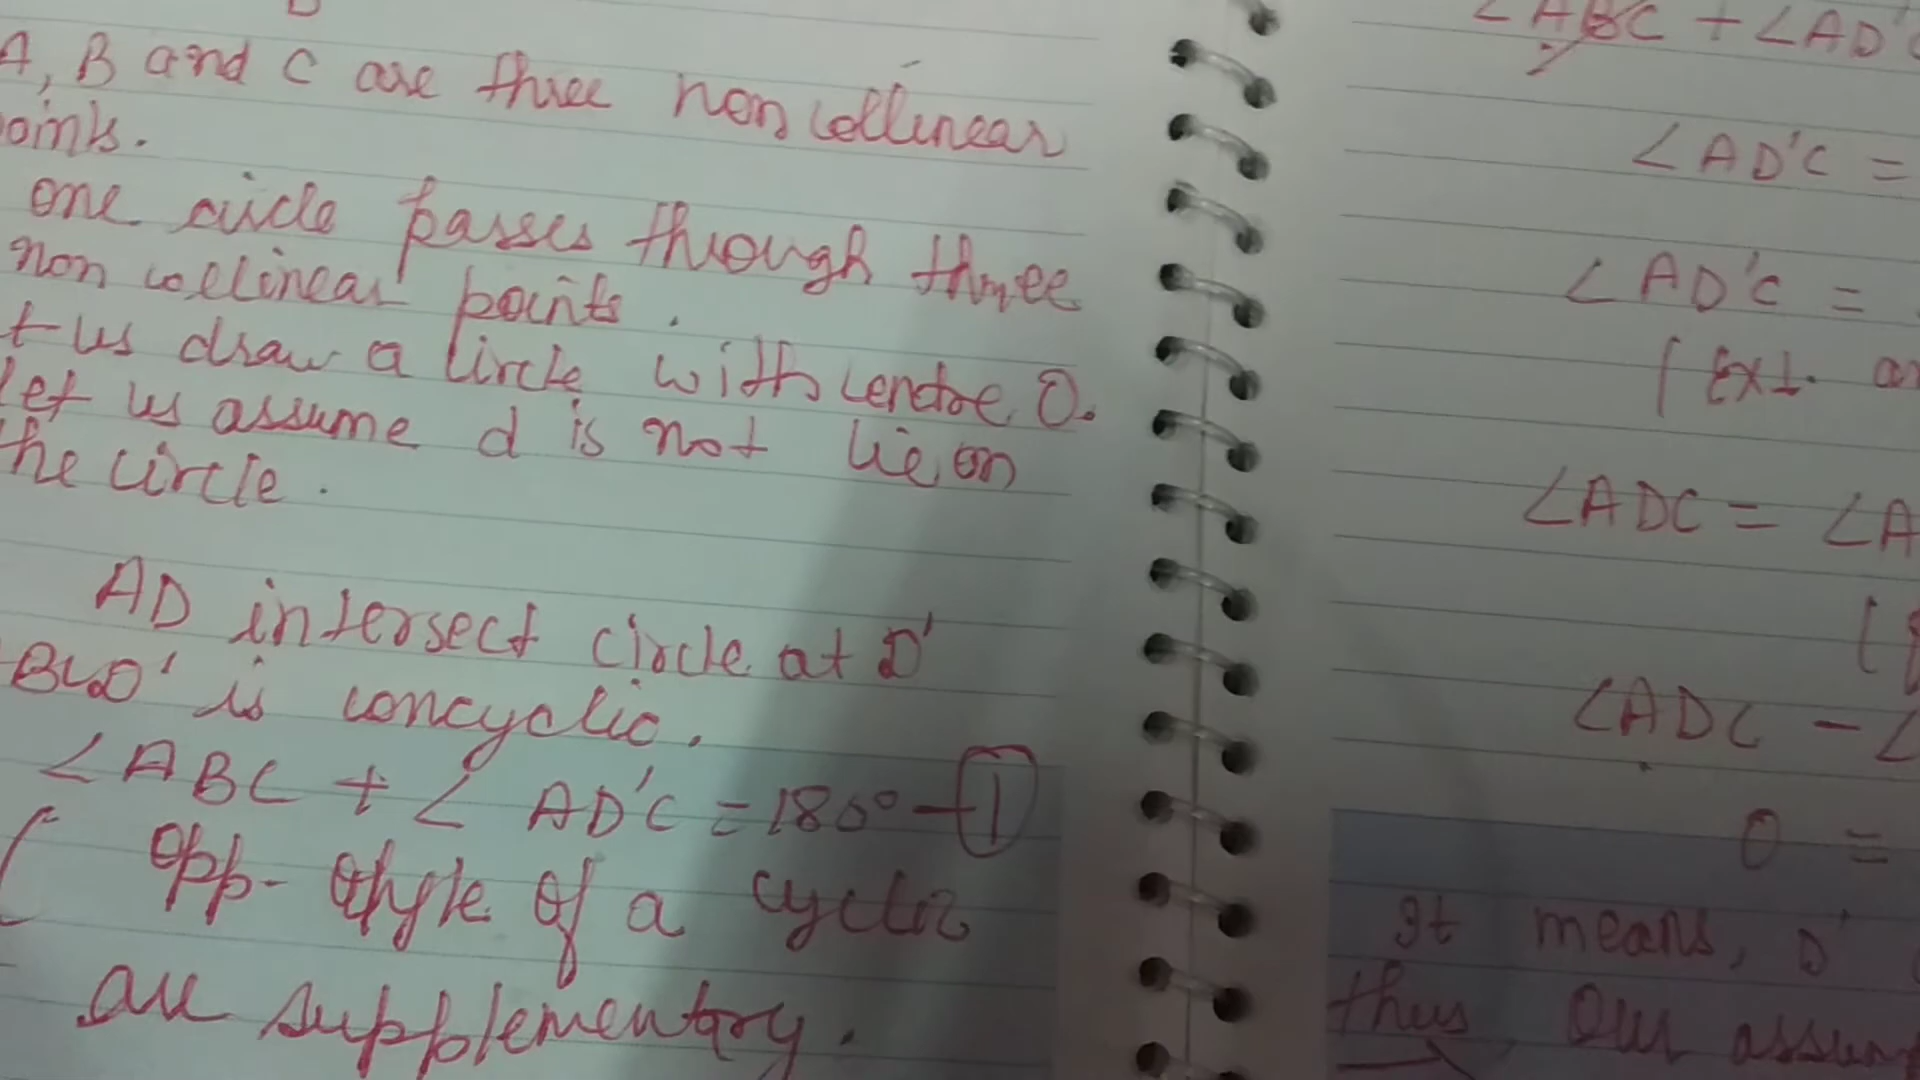 A, B and C are three non collinear
oints.
one circle passes through three
non collinear points.
t us draw a circle with centre O.
let us assume d is not lie on
the circle.
AD intersect circle at D'
BCD' is concyclic.
∠ABC + ∠AD'C = 180° - 1
( opp- angle of a cyclic
are supplementary.
∠ABC + ∠AD'C
∠AD'C =
∠AD'C =
( Ext. an
∠ADC = ∠A
(
∠ADC - ∠
0 =
It means, D'
thus our assum